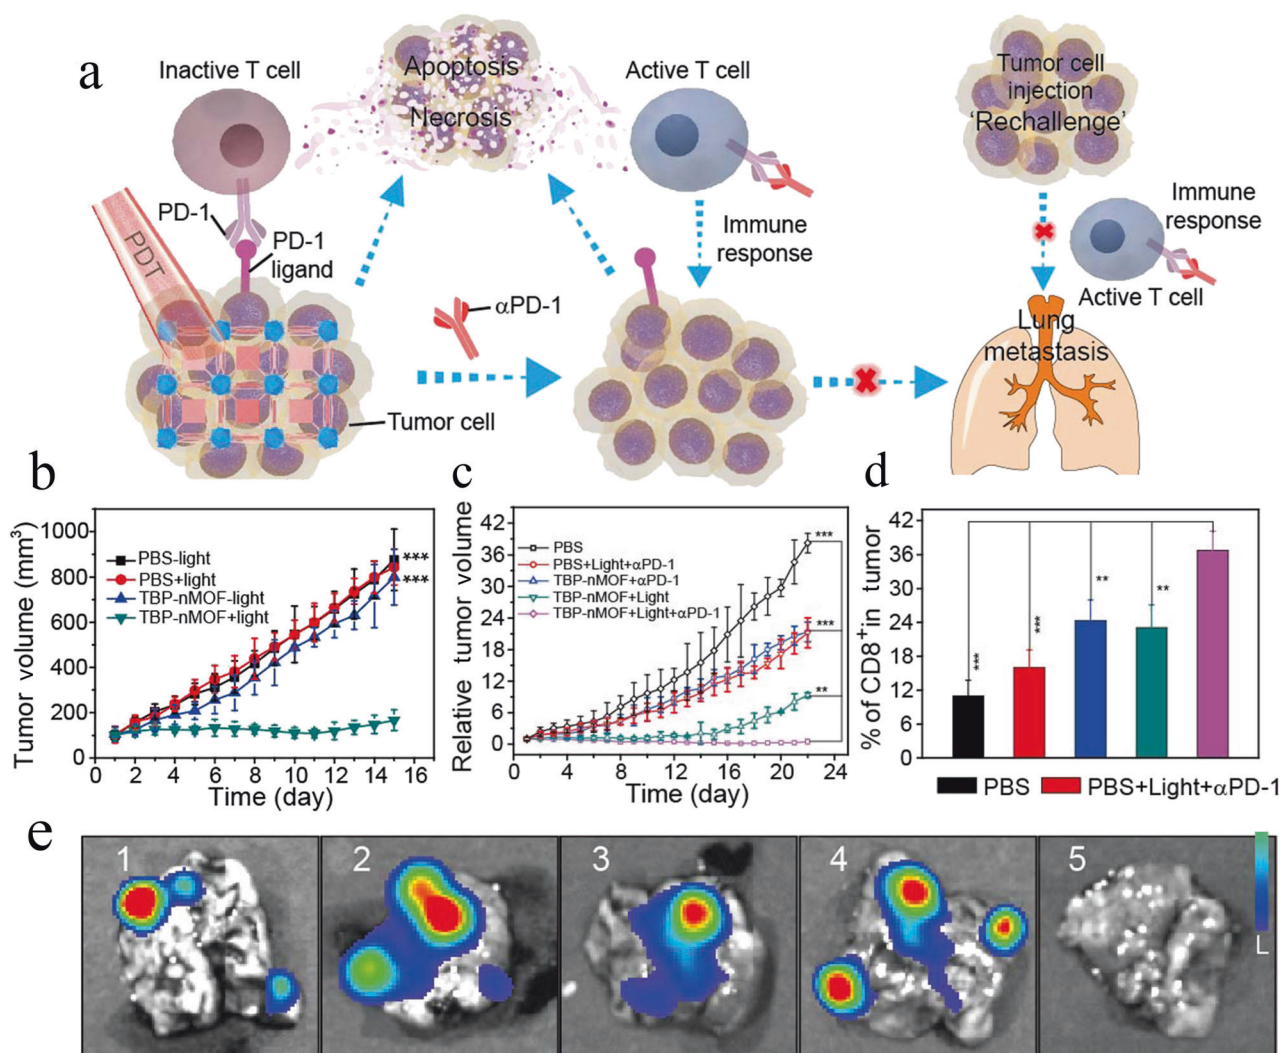 a
Inactive T cell
Apoptosis
Necrosis
Active T cell
Tumor cell
injection
'Rechallenge'
PD-1
PDT
PD-1
ligand
Immune
response
Immune
response
Active T cell
αPD-1
Lung
metastasis
Tumor cell
b
Tumor volume (mm³)
1000
800
600
400
200
0
PBS-light
PBS+light
TBP-nMOF-light
TBP-nMOF+light
***
***
0 2 4 6 8 10 12 14 16
Time (day)
c
Relative tumor volume
42
36
30
24
18
12
6
0
PBS
PBS+Light+αPD-1
TBP-nMOF+αPD-1
TBP-nMOF+Light
TBP-nMOF+Light+αPD-1
***
***
**
0 4 8 12 16 20 24
Time (day)
d
% of CD8⁺in tumor
42
36
30
24
18
12
6
0
***
***
**
**
PBS
PBS+Light+αPD-1
e
1
2
3
4
5
L